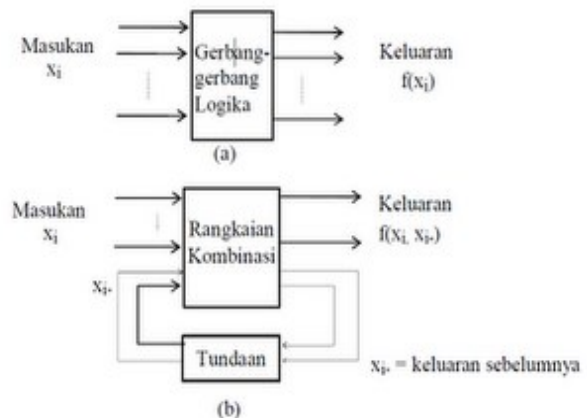 Masukan
xi
Gerbang-
gerbang
Logika
Keluaran
f(xi)
(a)
Masukan
xi
Rangkaian
Kombinasi
Keluaran
f(xi, xi-)
xi-
Tundaan
xi- = keluaran sebelumnya
(b)